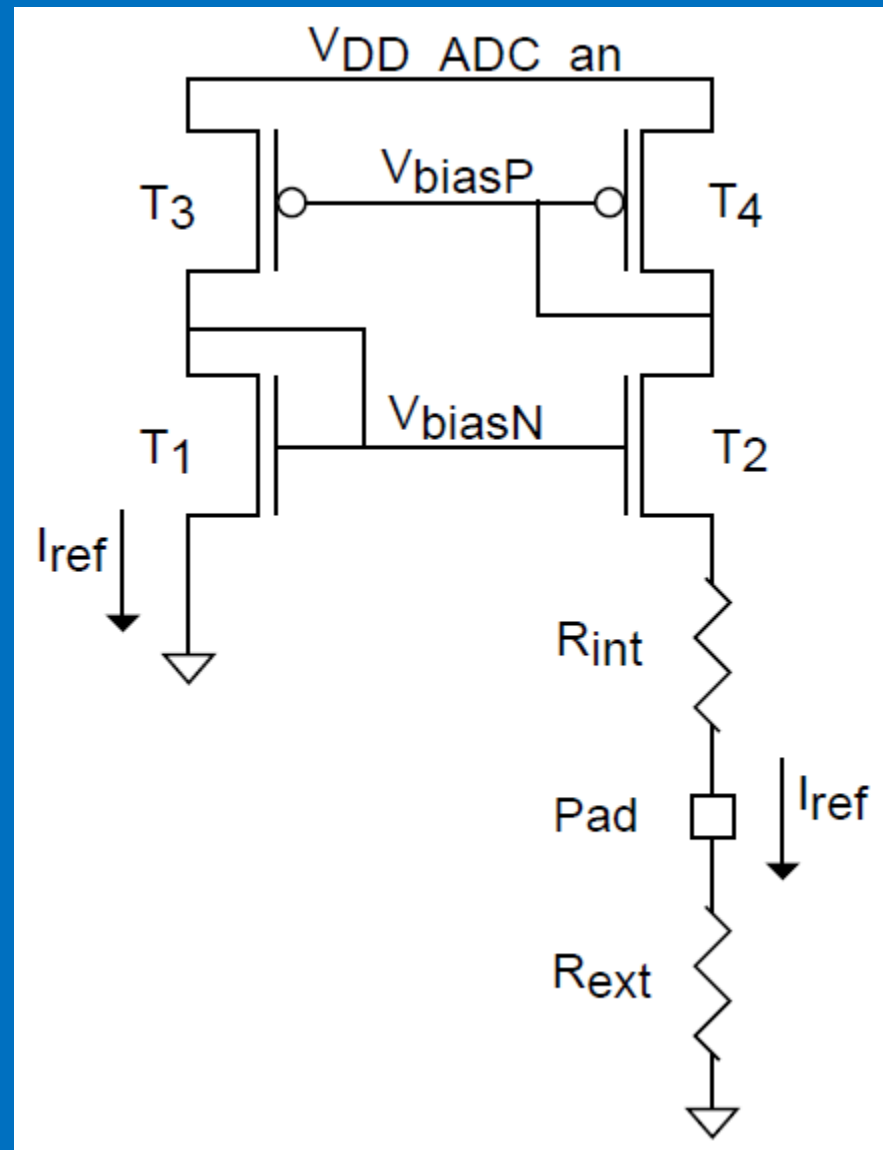 VDD ADC an
T3
VbiasP
T4
T1
VbiasN
T2
Iref
Rint
Pad
Iref
Rext